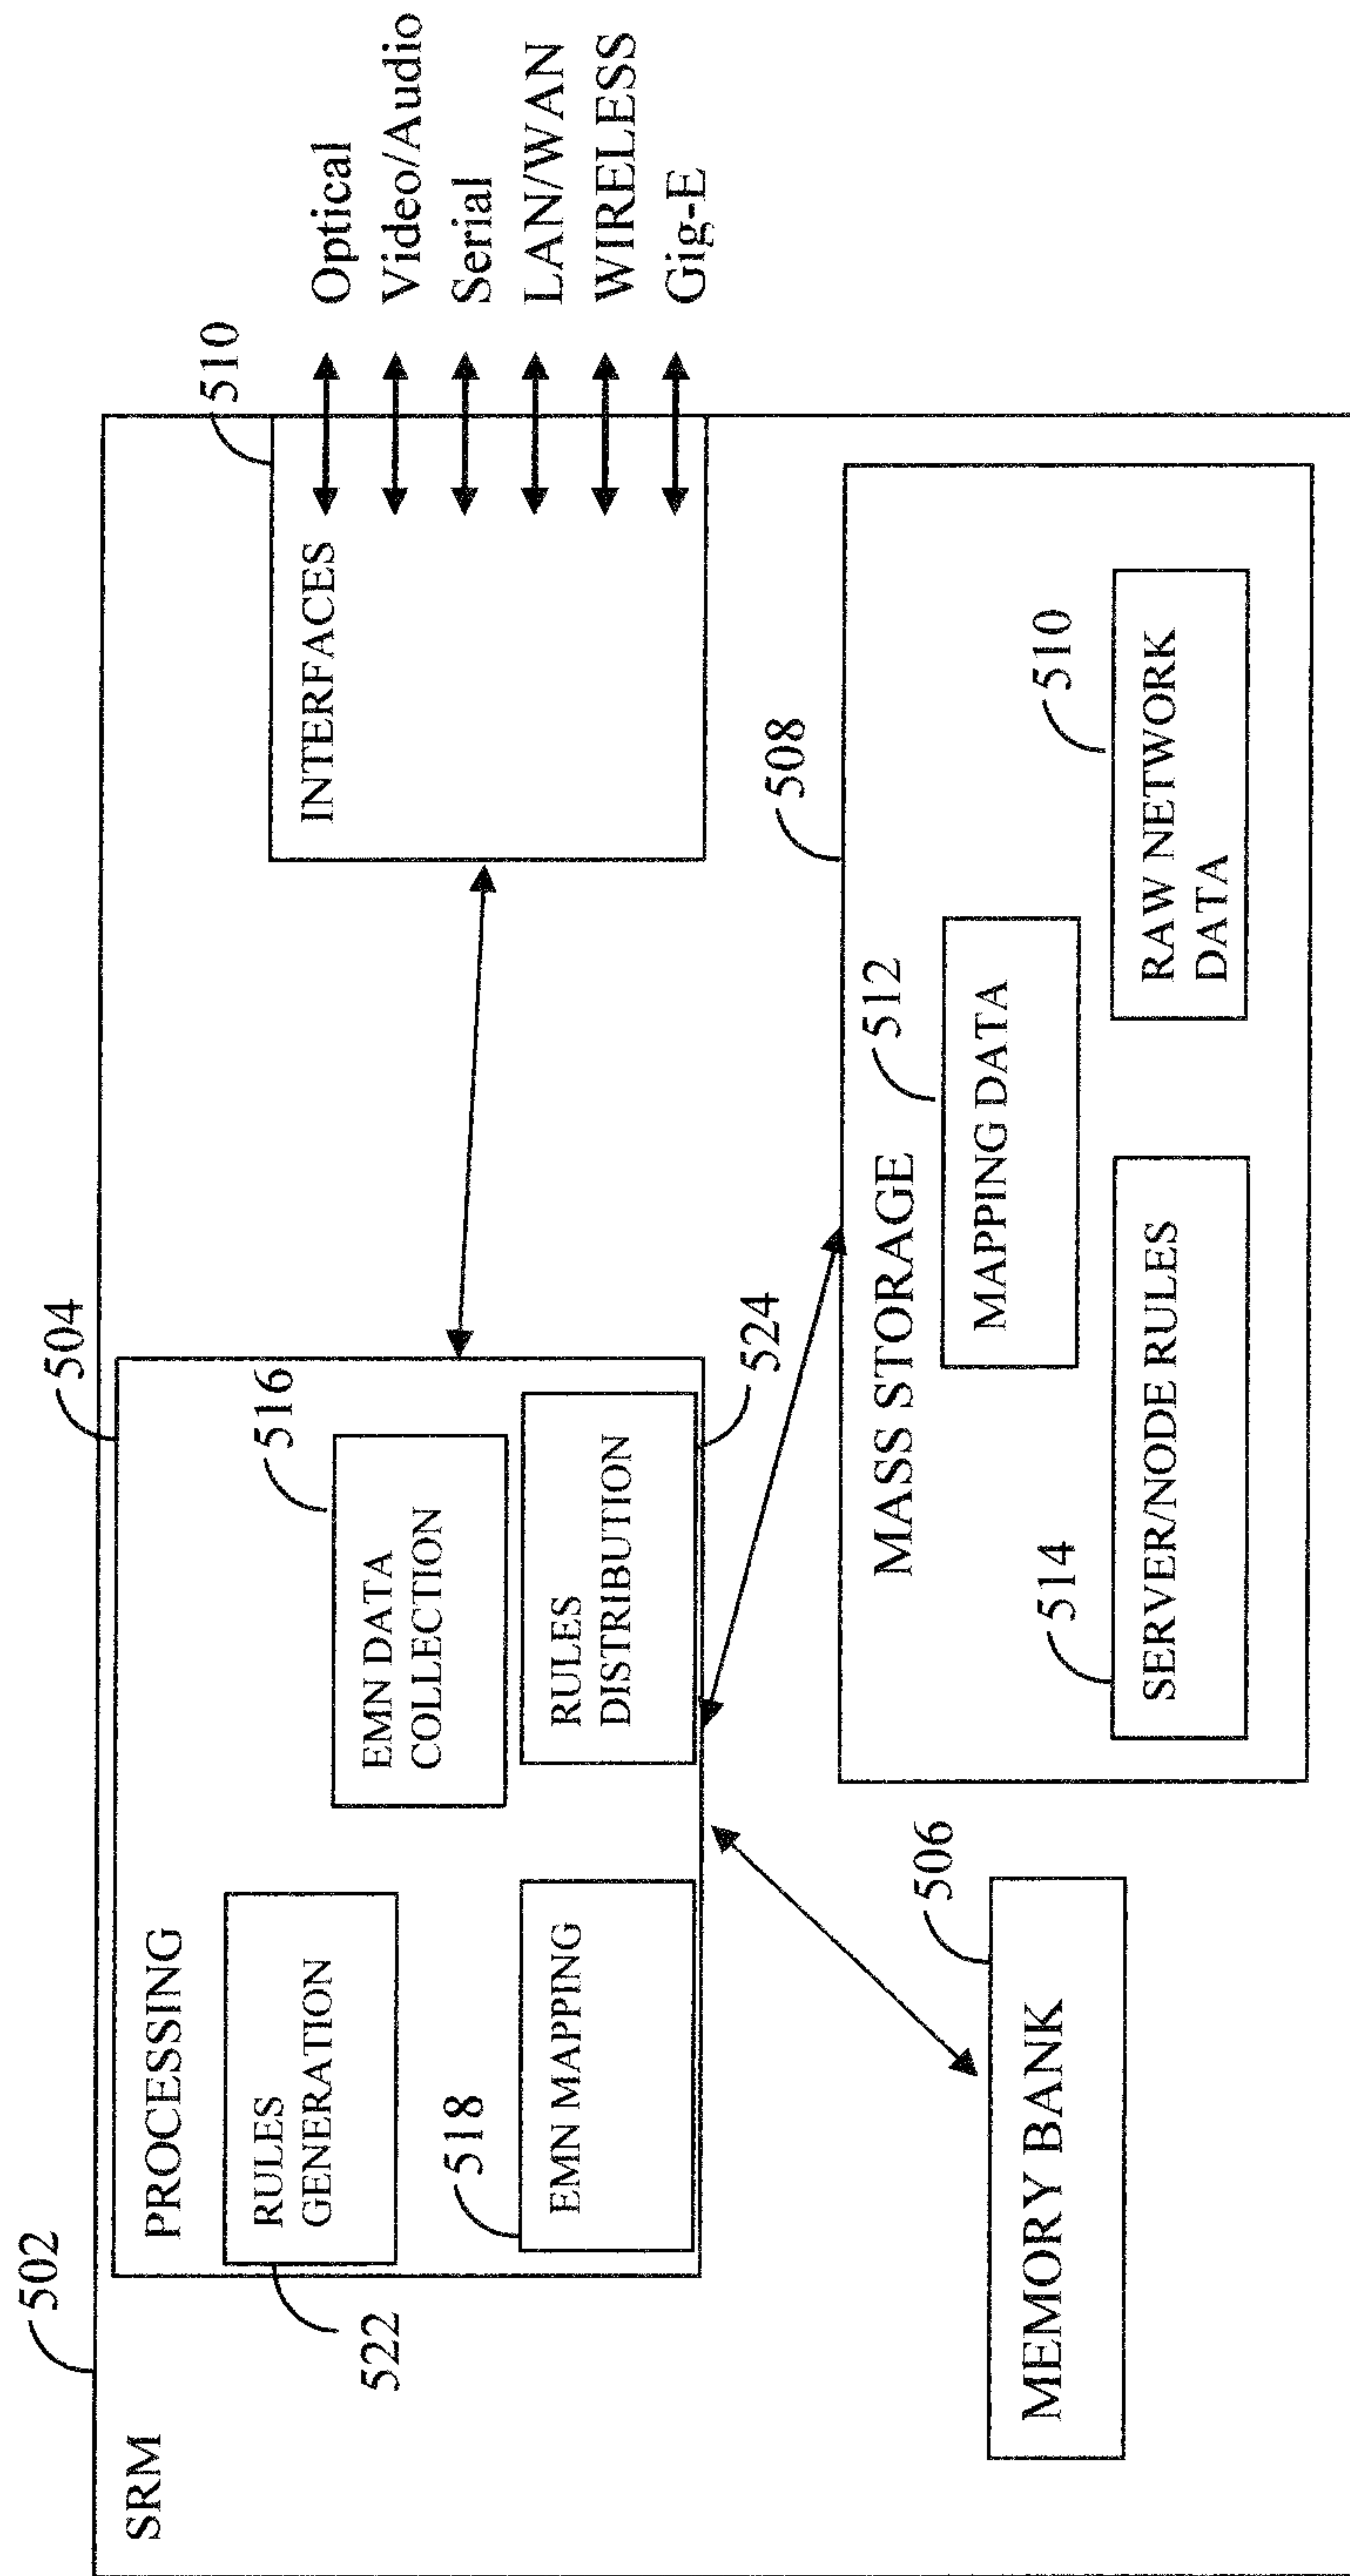 502
SRM
504
PROCESSING
RULES
GENERATION
522
516
EMN DATA
COLLECTION
518
EMN MAPPING
RULES
DISTRIBUTION
524
510
INTERFACES
Optical
Video/Audio
Serial
LAN/WAN
WIRELESS
Gig-E
506
MEMORY BANK
508
MASS STORAGE
512
MAPPING DATA
514
SERVER/NODE RULES
510
RAW NETWORK
DATA